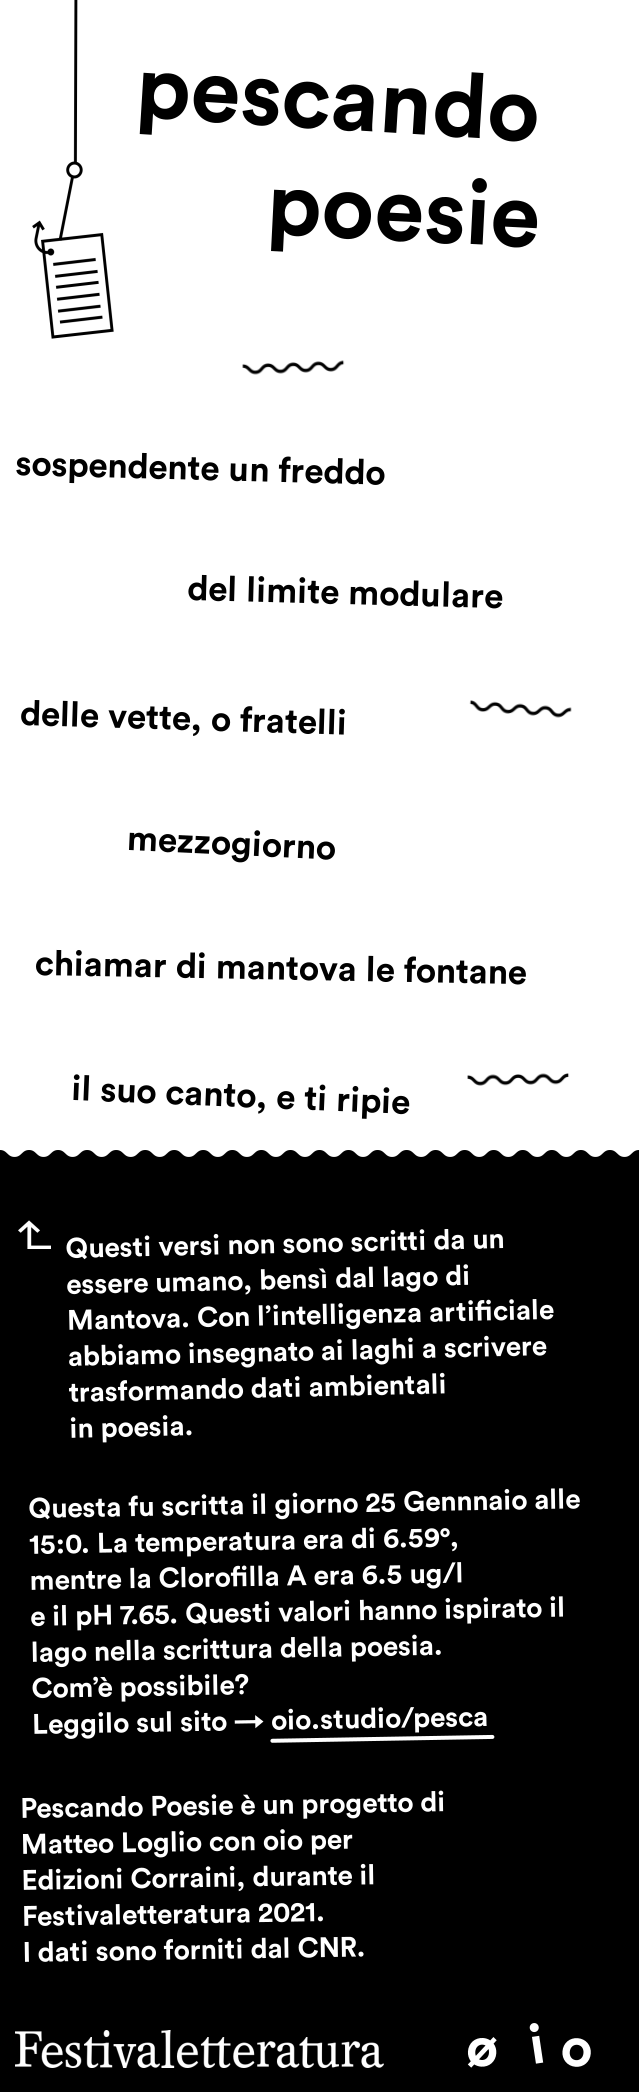 pescando
poesie
sospendente un freddo
del limite modulare
delle vette, o fratelli
mezzogiorno
chiamar di mantova le fontane
il suo canto, e ti ripie
Questi versi non sono scritti da un
essere umano, bensì dal lago di
Mantova. Con l’intelligenza artificiale
abbiamo insegnato ai laghi a scrivere
trasformando dati ambientali
in poesia.
Questa fu scritta il giorno 25 Gennnaio alle
15:0. La temperatura era di 6.59°,
mentre la Clorofilla A era 6.5 ug/l
e il pH 7.65. Questi valori hanno ispirato il
lago nella scrittura della poesia.
Com’è possibile?
Leggilo sul sito → oio.studio/pesca
Pescando Poesie è un progetto di
Matteo Loglio con oio per
Edizioni Corraini, durante il
Festivaletteratura 2021.
I dati sono forniti dal CNR.
Festivaletteratura ø i o